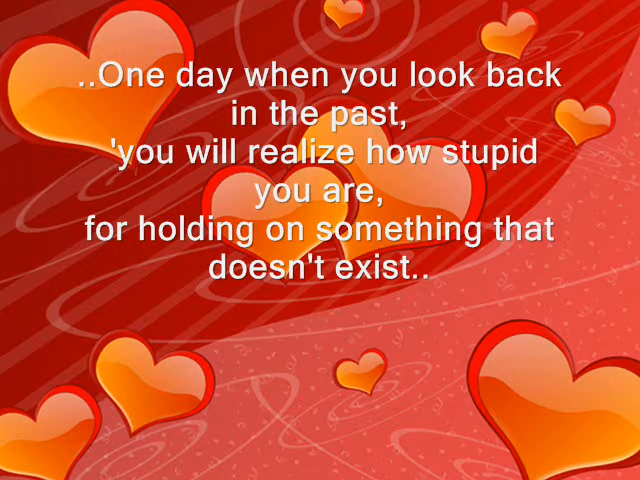 ..One day when you look back
in the past,
'you will realize how stupid
you are,
for holding on something that
doesn't exist..